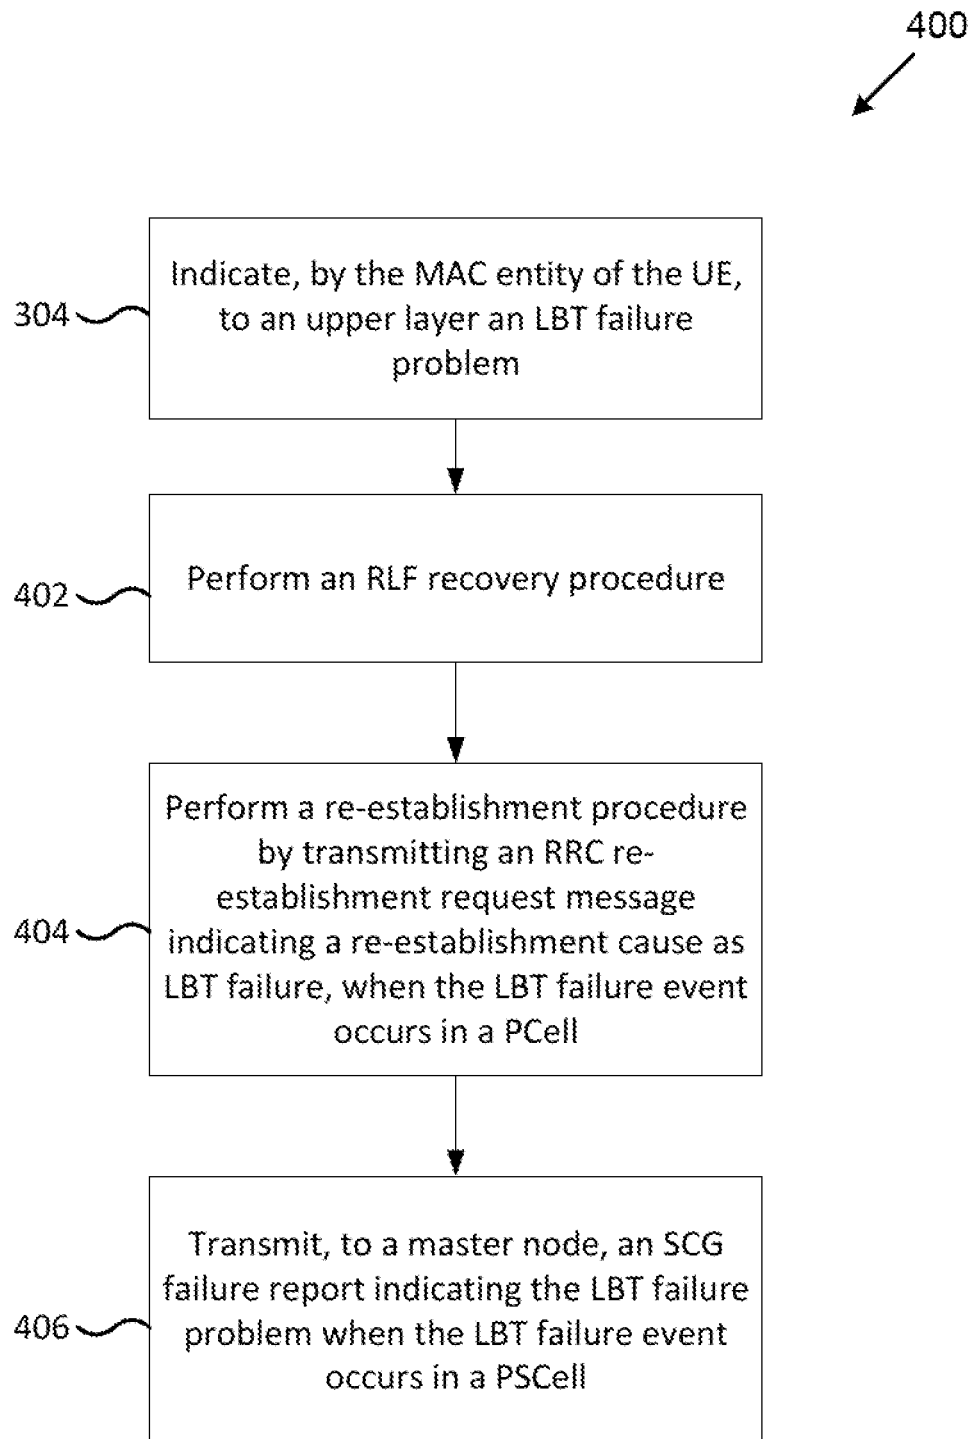 400
304
Indicate, by the MAC entity of the UE,
to an upper layer an LBT failure
problem
402
Perform an RLF recovery procedure
404
Perform a re-establishment procedure
by transmitting an RRC re-
establishment request message
indicating a re-establishment cause as
LBT failure, when the LBT failure event
occurs in a PCell
406
Transmit, to a master node, an SCG
failure report indicating the LBT failure
problem when the LBT failure event
occurs in a PSCell